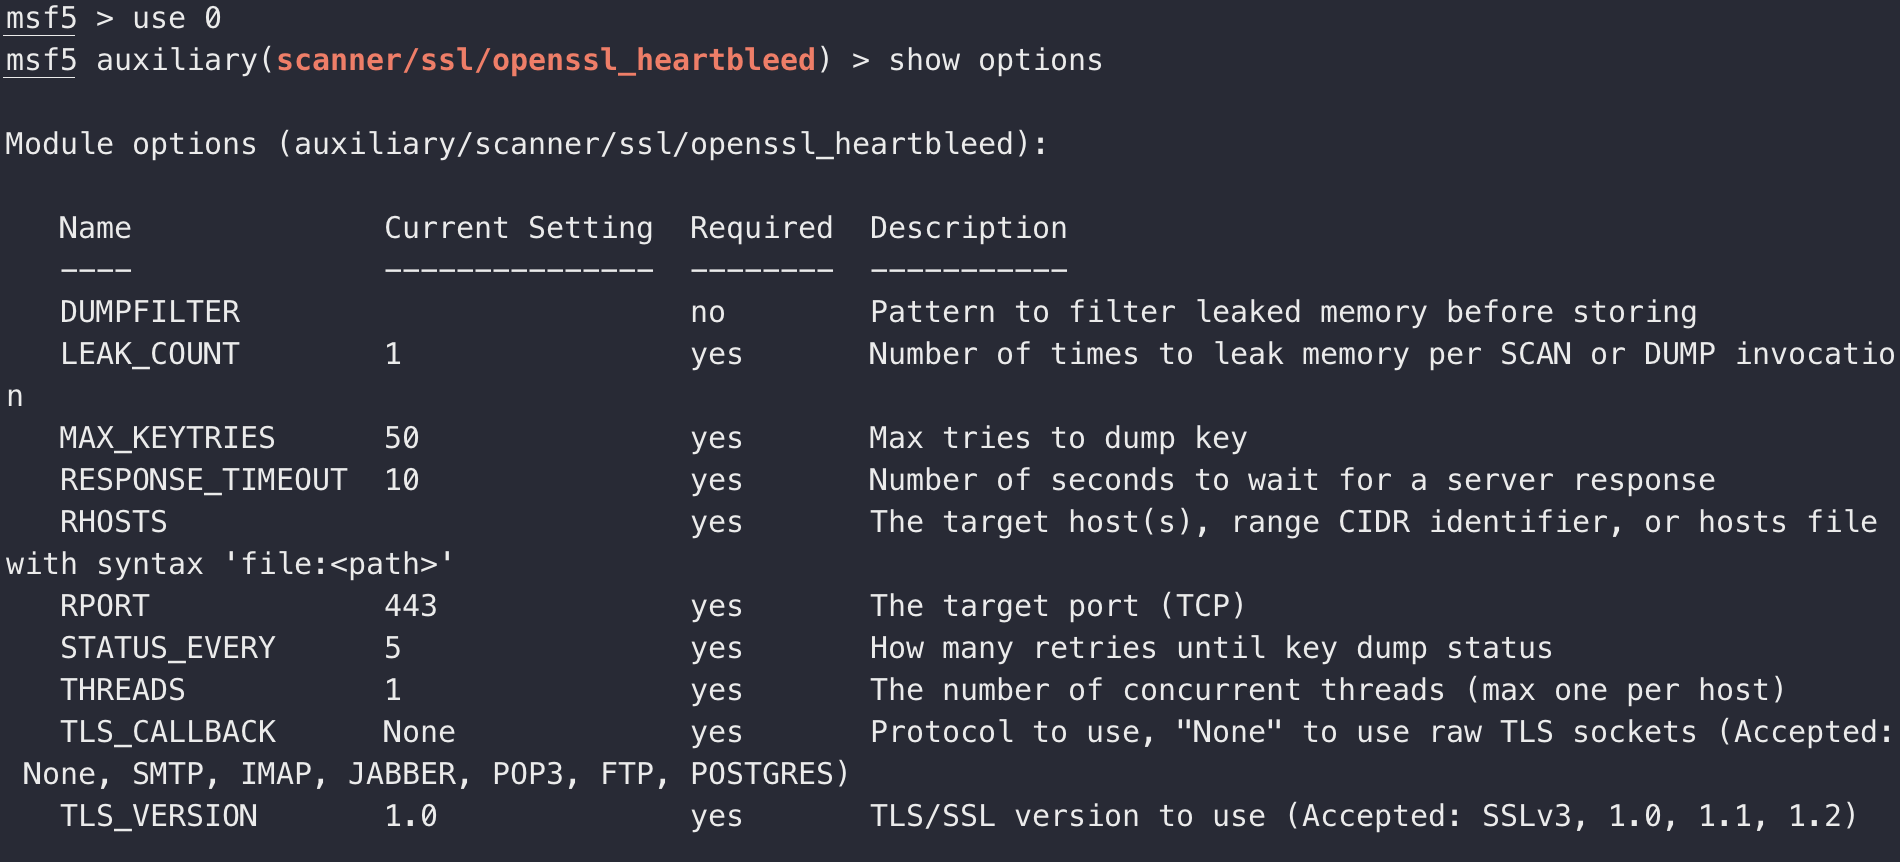 msf5 > use 0
msf5 auxiliary(scanner/ssl/openssl_heartbleed) > show options
Module options (auxiliary/scanner/ssl/openssl_heartbleed):
   Name              Current Setting  Required  Description
   ----              ---------------  --------  -----------
   DUMPFILTER                         no        Pattern to filter leaked memory before storing
   LEAK_COUNT        1                yes       Number of times to leak memory per SCAN or DUMP invocatio
n
   MAX_KEYTRIES      50               yes       Max tries to dump key
   RESPONSE_TIMEOUT  10               yes       Number of seconds to wait for a server response
   RHOSTS                             yes       The target host(s), range CIDR identifier, or hosts file
with syntax 'file:<path>'
   RPORT             443              yes       The target port (TCP)
   STATUS_EVERY      5                yes       How many retries until key dump status
   THREADS           1                yes       The number of concurrent threads (max one per host)
   TLS_CALLBACK      None             yes       Protocol to use, "None" to use raw TLS sockets (Accepted:
 None, SMTP, IMAP, JABBER, POP3, FTP, POSTGRES)
   TLS_VERSION       1.0              yes       TLS/SSL version to use (Accepted: SSLv3, 1.0, 1.1, 1.2)